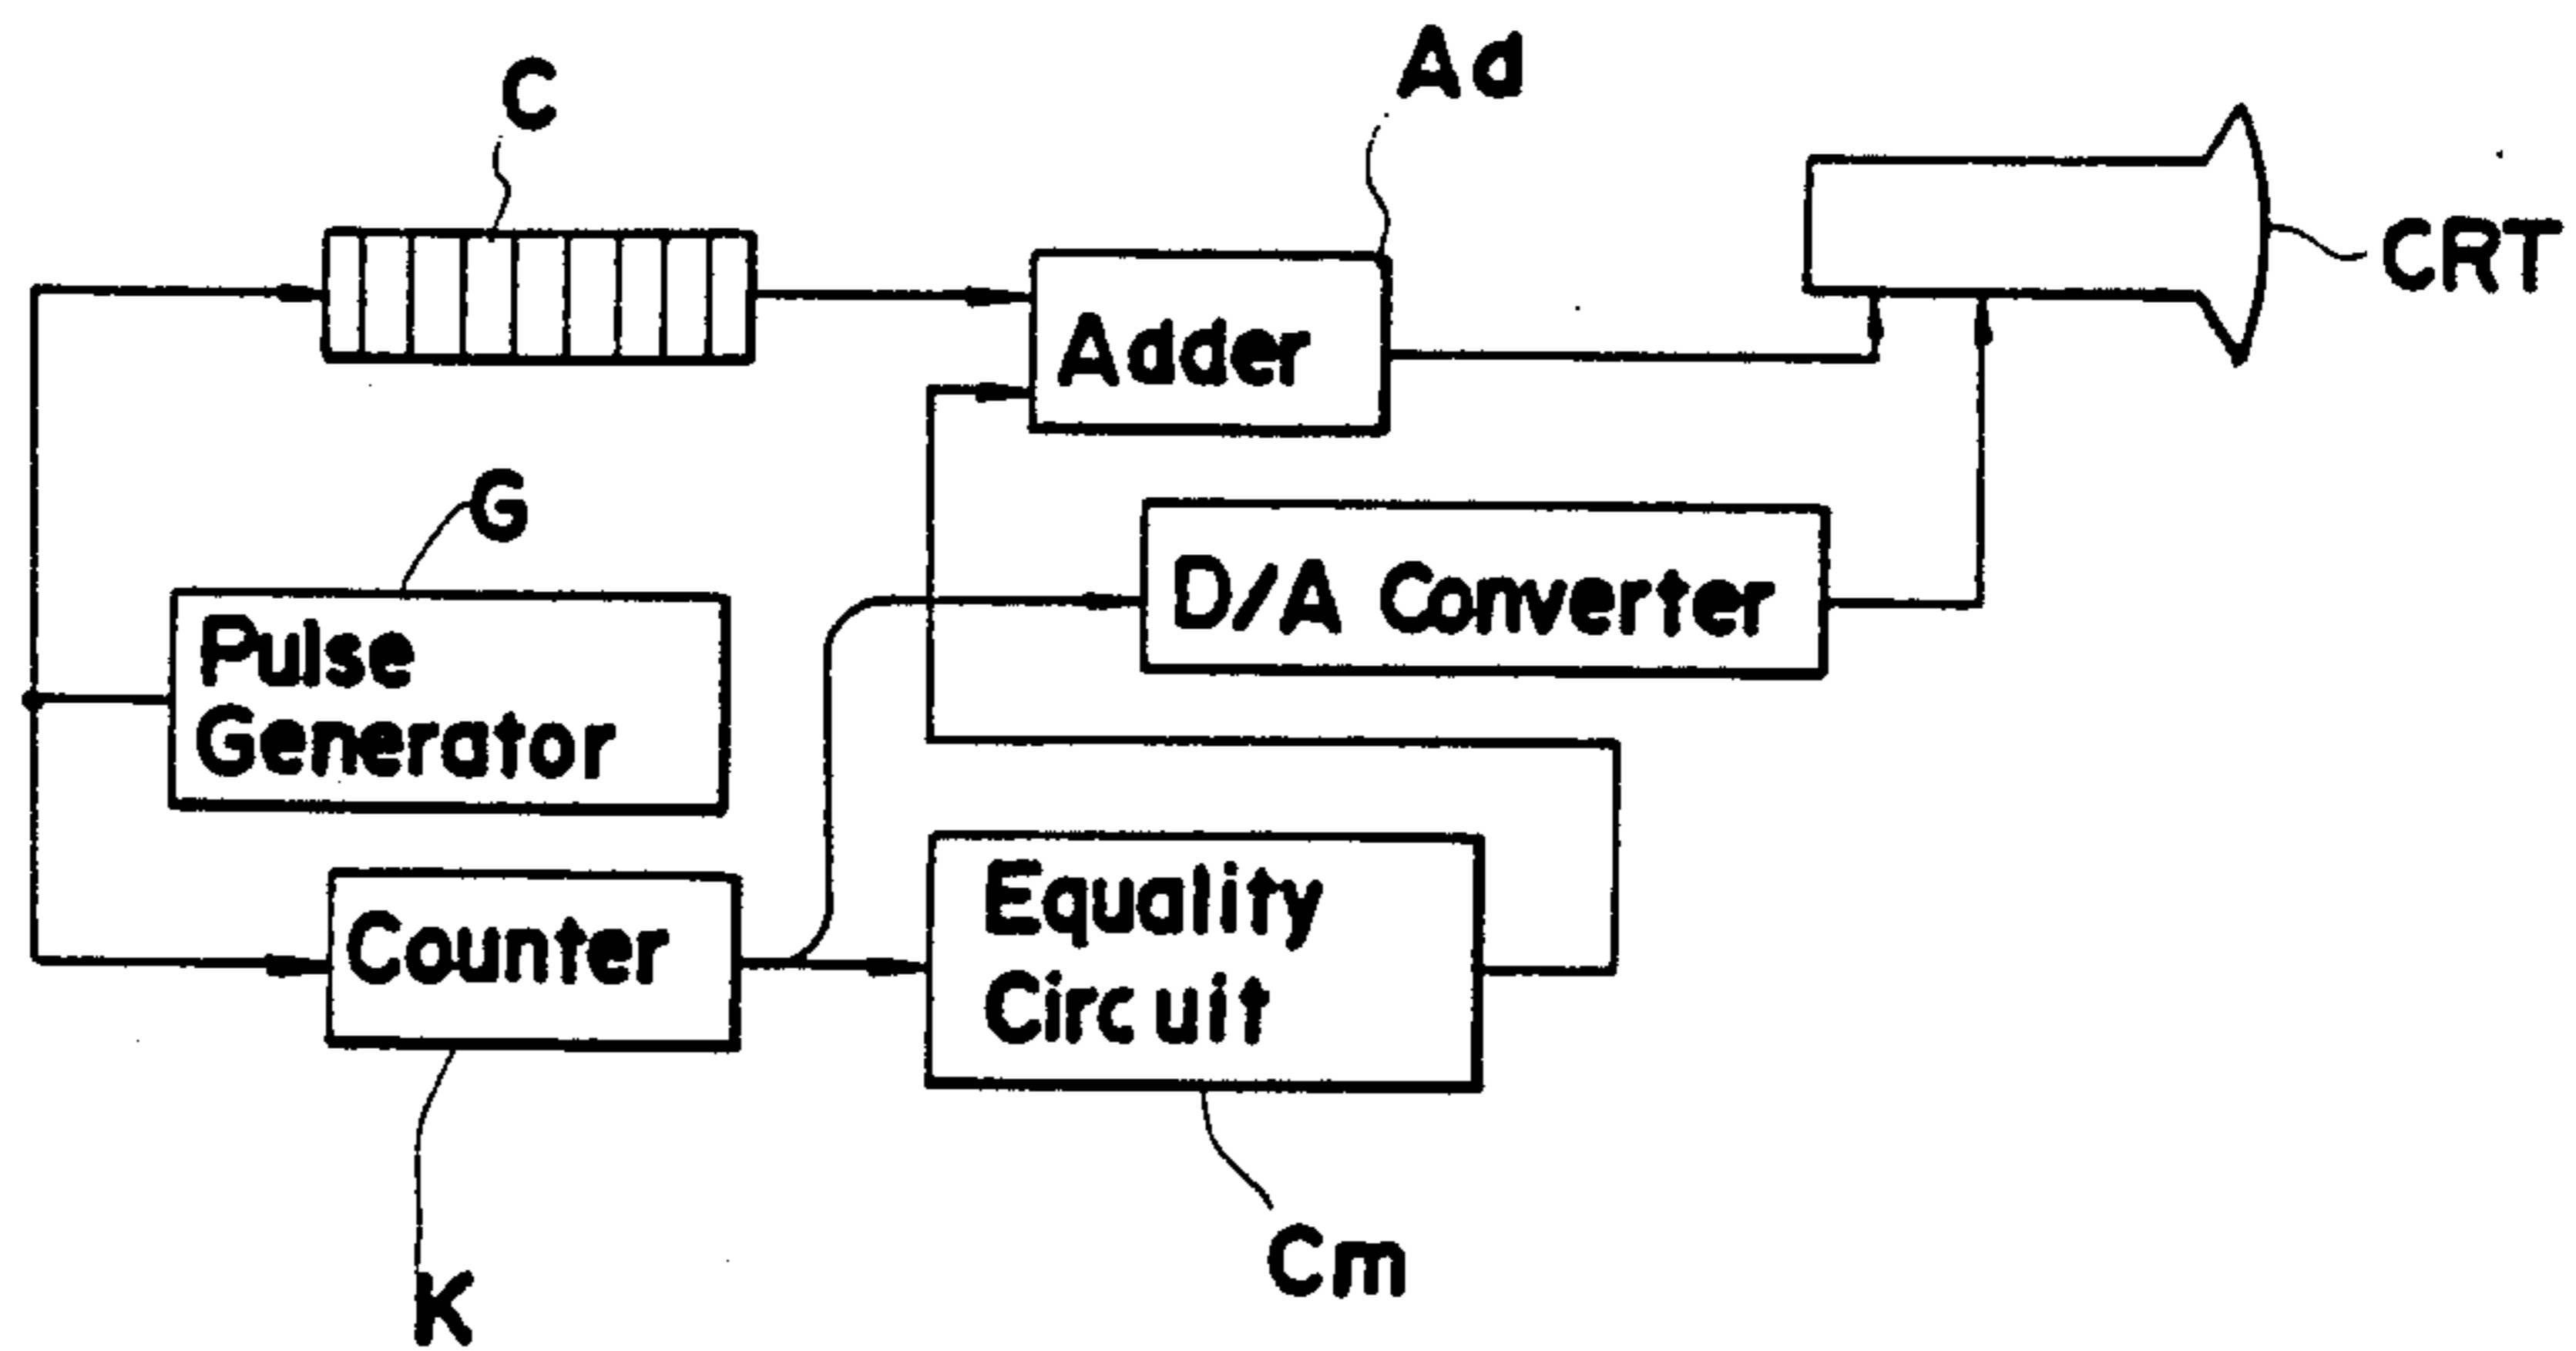 C
Ad
CRT
Adder
G
D/A Converter
Pulse
Generator
Equality
Circuit
Counter
Cm
K